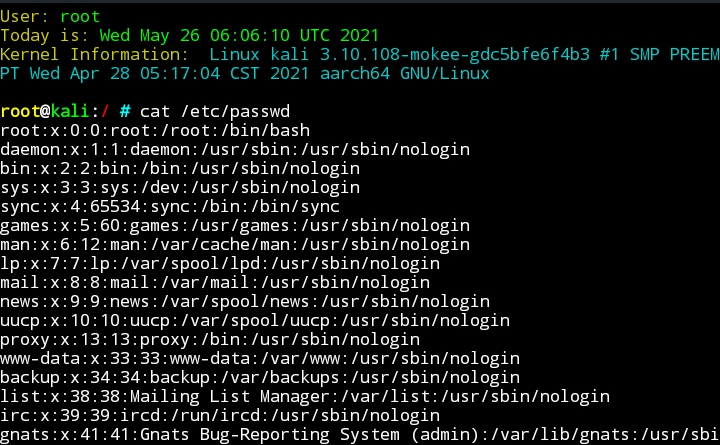 User: root
Today is: Wed May 26 06:06:10 UTC 2021
Kernel Information:  Linux kali 3.10.108-mokee-gdc5bfe6f4b3 #1 SMP PREEM
PT Wed Apr 28 05:17:04 CST 2021 aarch64 GNU/Linux
root@kali:/ # cat /etc/passwd
root:x:0:0:root:/root:/bin/bash
daemon:x:1:1:daemon:/usr/sbin:/usr/sbin/nologin
bin:x:2:2:bin:/bin:/usr/sbin/nologin
sys:x:3:3:sys:/dev:/usr/sbin/nologin
sync:x:4:65534:sync:/bin:/bin/sync
games:x:5:60:games:/usr/games:/usr/sbin/nologin
man:x:6:12:man:/var/cache/man:/usr/sbin/nologin
lp:x:7:7:lp:/var/spool/lpd:/usr/sbin/nologin
mail:x:8:8:mail:/var/mail:/usr/sbin/nologin
news:x:9:9:news:/var/spool/news:/usr/sbin/nologin
uucp:x:10:10:uucp:/var/spool/uucp:/usr/sbin/nologin
proxy:x:13:13:proxy:/bin:/usr/sbin/nologin
www-data:x:33:33:www-data:/var/www:/usr/sbin/nologin
backup:x:34:34:backup:/var/backups:/usr/sbin/nologin
list:x:38:38:Mailing List Manager:/var/list:/usr/sbin/nologin
irc:x:39:39:ircd:/run/ircd:/usr/sbin/nologin
gnats:x:41:41:Gnats Bug-Reporting System (admin):/var/lib/gnats:/usr/sbi